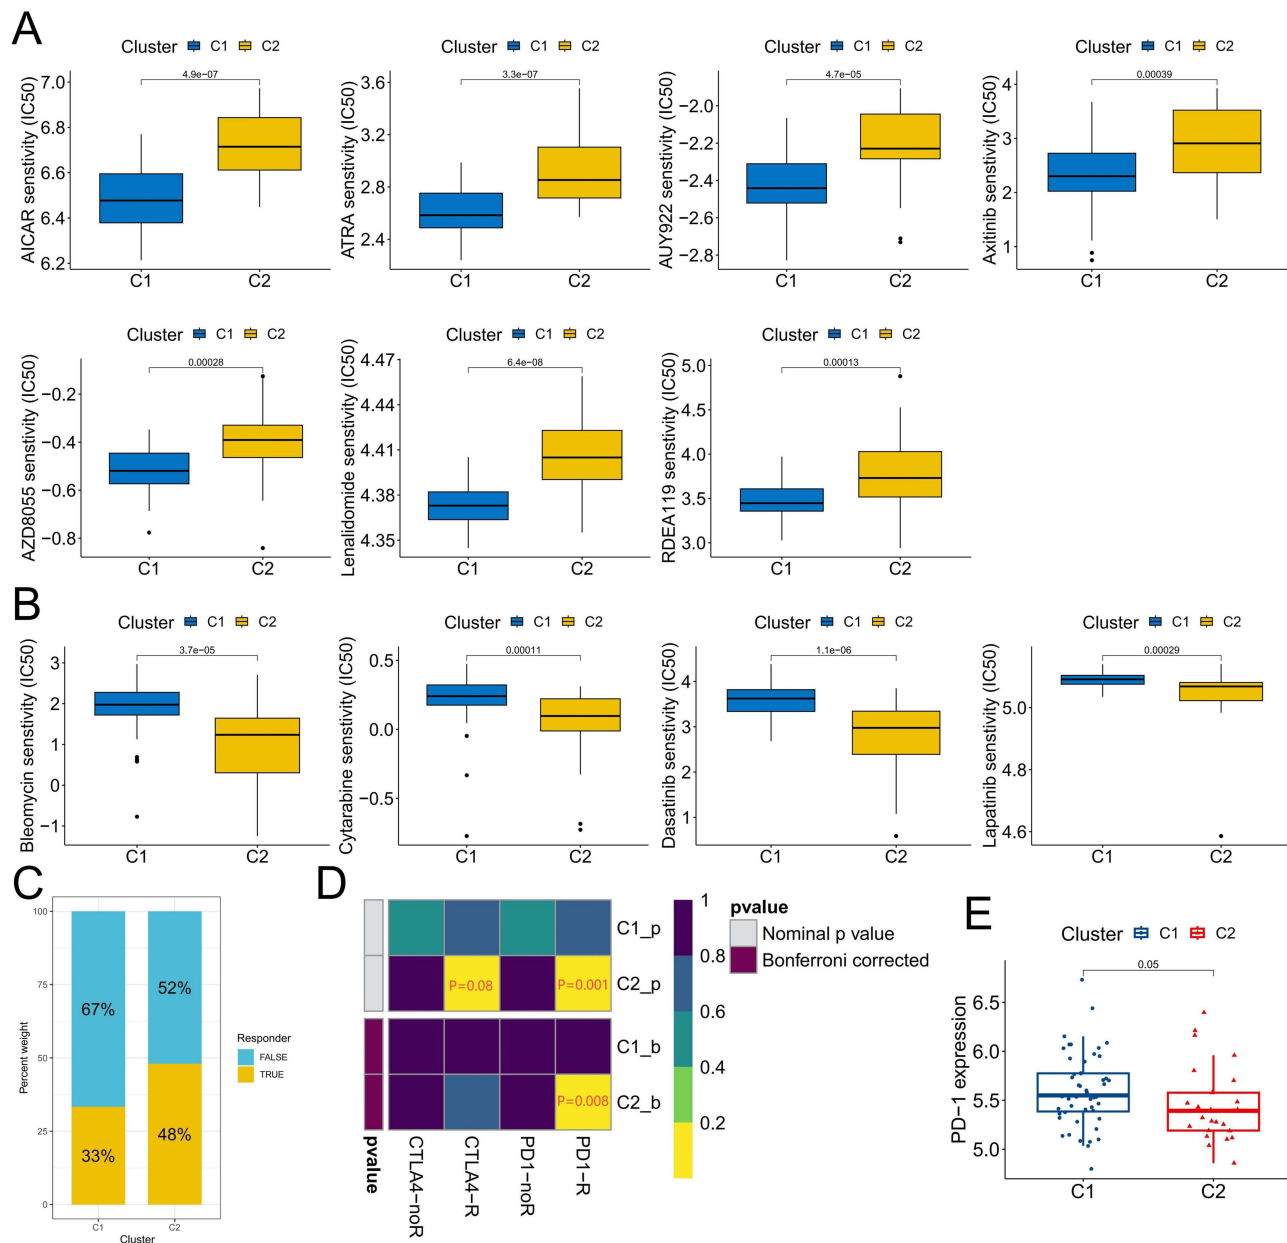 A
Cluster C1 C2
4.9e−07
AICAR senstivity (IC50)
7.0
6.8
6.6
6.4
6.2
C1 C2
Cluster C1 C2
3.3e−07
ATRA senstivity (IC50)
3.6
3.2
2.8
2.4
C1 C2
Cluster C1 C2
4.7e−05
AUY922 senstivity (IC50)
−2.0
−2.2
−2.4
−2.6
−2.8
C1 C2
Cluster C1 C2
0.00039
Axitinib senstivity (IC50)
4
3
2
1
C1 C2
Cluster C1 C2
0.00028
AZD8055 senstivity (IC50)
−0.2
−0.4
−0.6
−0.8
C1 C2
Cluster C1 C2
6.4e−08
Lenalidomide senstivity (IC50)
4.47
4.44
4.41
4.38
4.35
C1 C2
Cluster C1 C2
0.00013
RDEA119 senstivity (IC50)
5.0
4.5
4.0
3.5
3.0
C1 C2
B
Cluster C1 C2
3.7e−05
Bleomycin senstivity (IC50)
3
2
1
0
−1
C1 C2
Cluster C1 C2
0.00011
Cytarabine senstivity (IC50)
0.5
0.0
−0.5
C1 C2
Cluster C1 C2
1.1e−06
Dasatinib senstivity (IC50)
4
3
2
1
C1 C2
Cluster C1 C2
0.00029
Lapatinib senstivity (IC50)
5.0
4.8
4.6
C1 C2
C
Percent weight
100
75
50
25
0
67%
33%
52%
48%
C1 C2
Cluster
Responder
FALSE
TRUE
D
C1_p
C2_p
C1_b
C2_b
P=0.08
P=0.001
P=0.008
pvalue
CTLA4−noR
CTLA4−R
PD1−noR
PD1−R
1
0.8
0.6
0.4
0.2
pvalue
Nominal p value
Bonferroni corrected
E
Cluster C1 C2
0.05
PD−1 expression
6.5
6.0
5.5
5.0
C1 C2